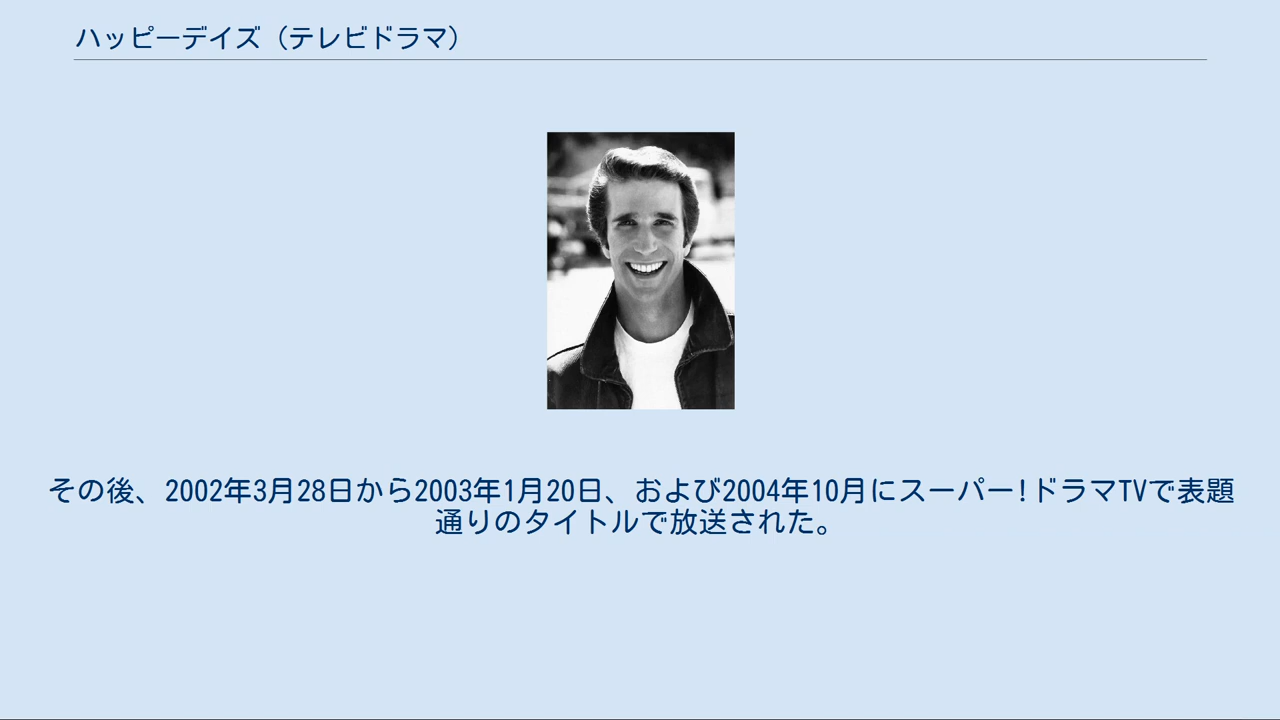 ハッピーデイズ（テレビドラマ）
その後、2002年3月28日から2003年1月20日、および2004年10月にスーパー!ドラマTVで表題
通りのタイトルで放送された。